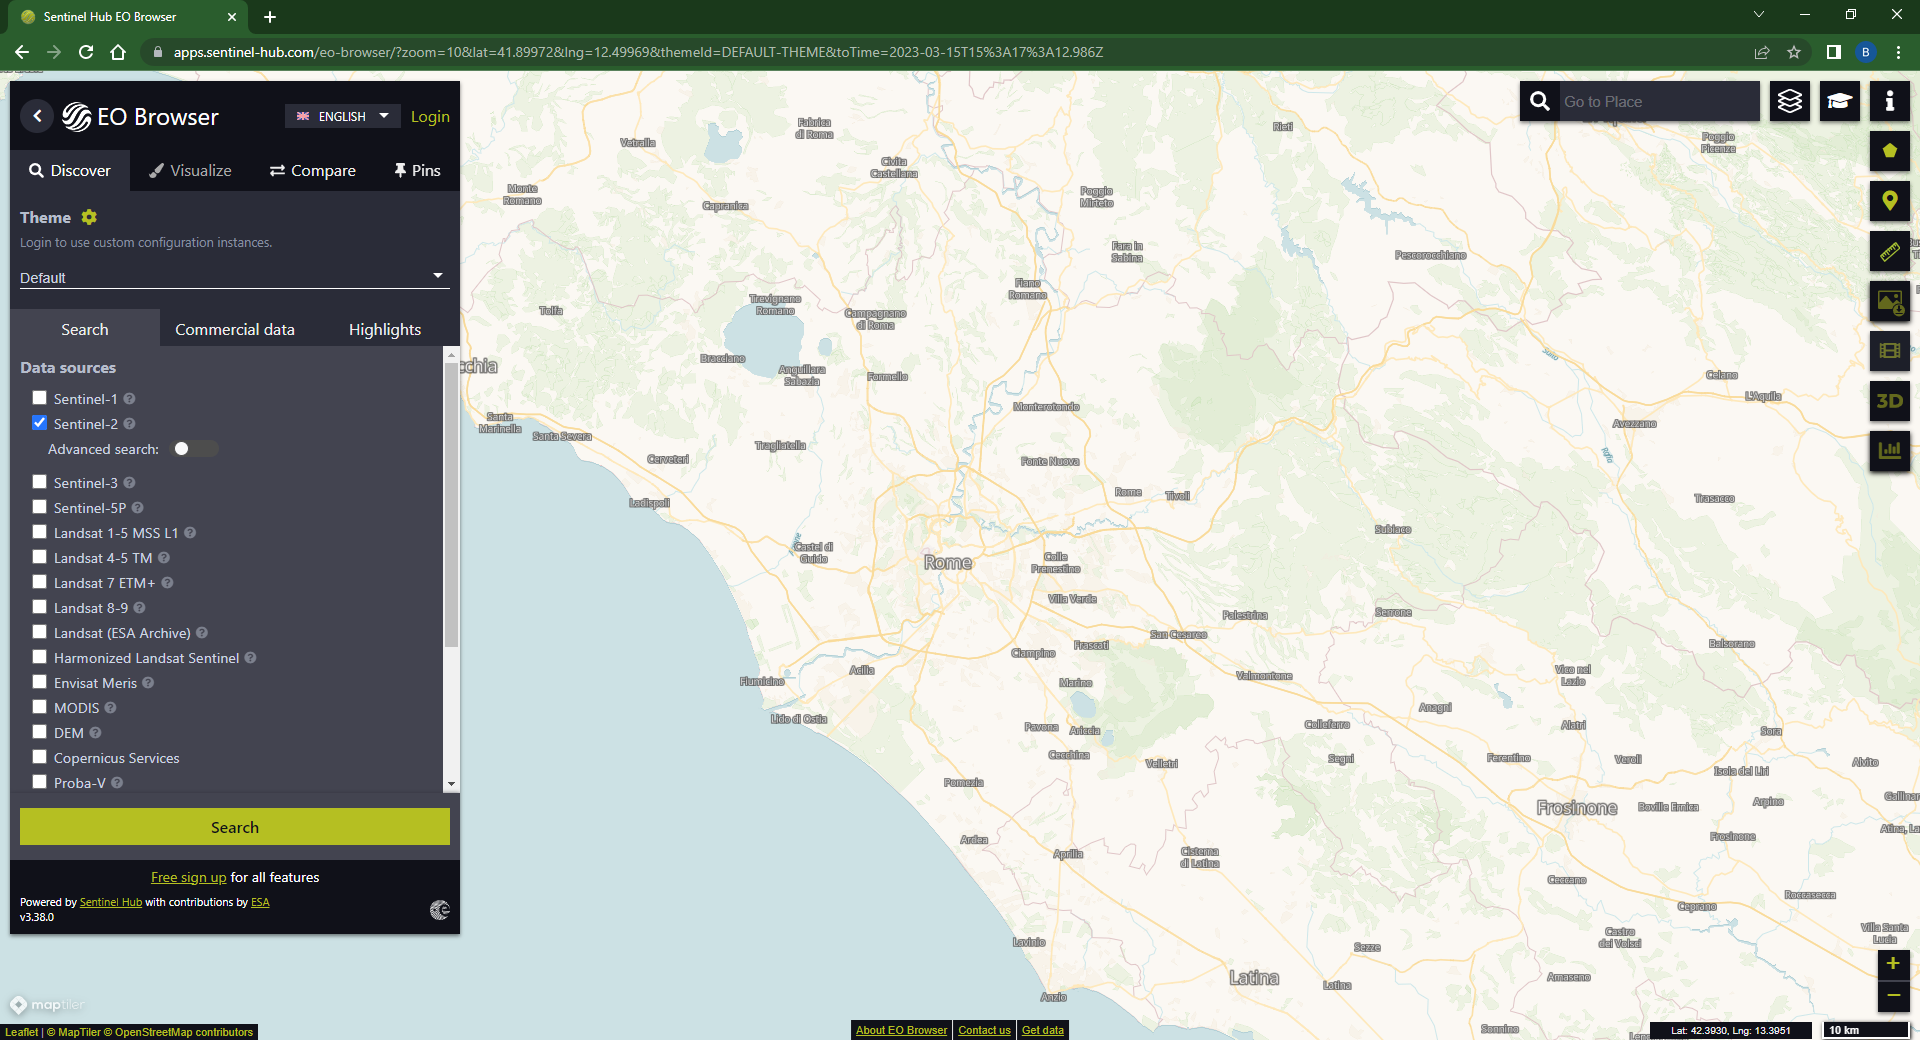 Sentinel Hub EO Browser
apps.sentinel-hub.com/eo-browser/?zoom=10&lat=41.89972&lng=12.49969&themeId=DEFAULT-THEME&toTime=2023-03-15T15%3A17%3A12.986Z
B
EO Browser
ENGLISH
Login
Discover
Visualize
Compare
Pins
Theme
Login to use custom configuration instances.
Default
Search
Commercial data
Highlights
Data sources
Sentinel-1
Sentinel-2
Advanced search:
Sentinel-3
Sentinel-5P
Landsat 1-5 MSS L1
Landsat 4-5 TM
Landsat 7 ETM+
Landsat 8-9
Landsat (ESA Archive)
Harmonized Landsat Sentinel
Envisat Meris
MODIS
DEM
Copernicus Services
Proba-V
Search
Free sign up for all features
Powered by Sentinel Hub with contributions by ESA
v3.38.0
maptiler
Leaflet | © MapTiler © OpenStreetMap contributors
Go to Place
3D
Fabrica
di Roma
Rieti
Vetralla
Poggio
Picenze
Civita
Castellana
Monte
Romano
Poggio
Mirteto
Capranica
Fara in
Sabina
Pescorocchiano
Fiano
Romano
Trevignano
Romano
Tolfa
Campagnano
di Roma
Bracciano
cchia
Anguillara
Sabazia
Formello
Celano
L'Aquila
Monterotondo
Santa
Marinella
Santa Severa
Avezzano
Tragliatella
Cerveteri
Fonte Nuova
Rome
Tivoli
Trasacco
Ladispoli
Subiaco
Castel di
Guido
Rome
Colle
Prenestino
Villa Verde
Palestrina
Serrone
San Cesareo
Frascati
Balsorano
Ciampino
Acilia
Valmontone
Vico nel
Lazio
Fiumicino
Marino
Anagni
Lido di Ostia
Pavona
Ariccia
Colleferro
Alatri
Sora
Cecchina
Velletri
Segni
Ferentino
Veroli
Alvito
Isola del Liri
Pomezia
Frosinone
Boville Ernica
Arpino
Gallinar
Atina, La
Frosinone
Ardea
Aprilia
Cisterna
di Latina
Ceccano
Roccasecca
Ceprano
Villa Santa
Lucia
Castro
dei Volsci
Lavinio
Sezze
Latina
Latina
Amaseno
Anzio
Sonnino
About EO Browser
Contact us
Get data
Lat: 42.3930, Lng: 13.3951
10 km